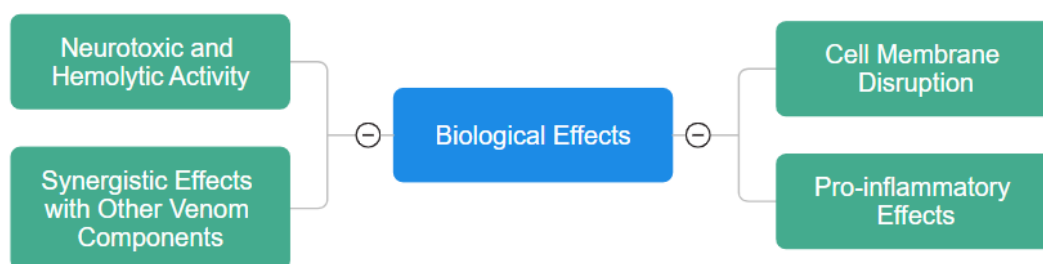 Neurotoxic and
Hemolytic Activity
Synergistic Effects
with Other Venom
Components
Biological Effects
Cell Membrane
Disruption
Pro-inflammatory
Effects